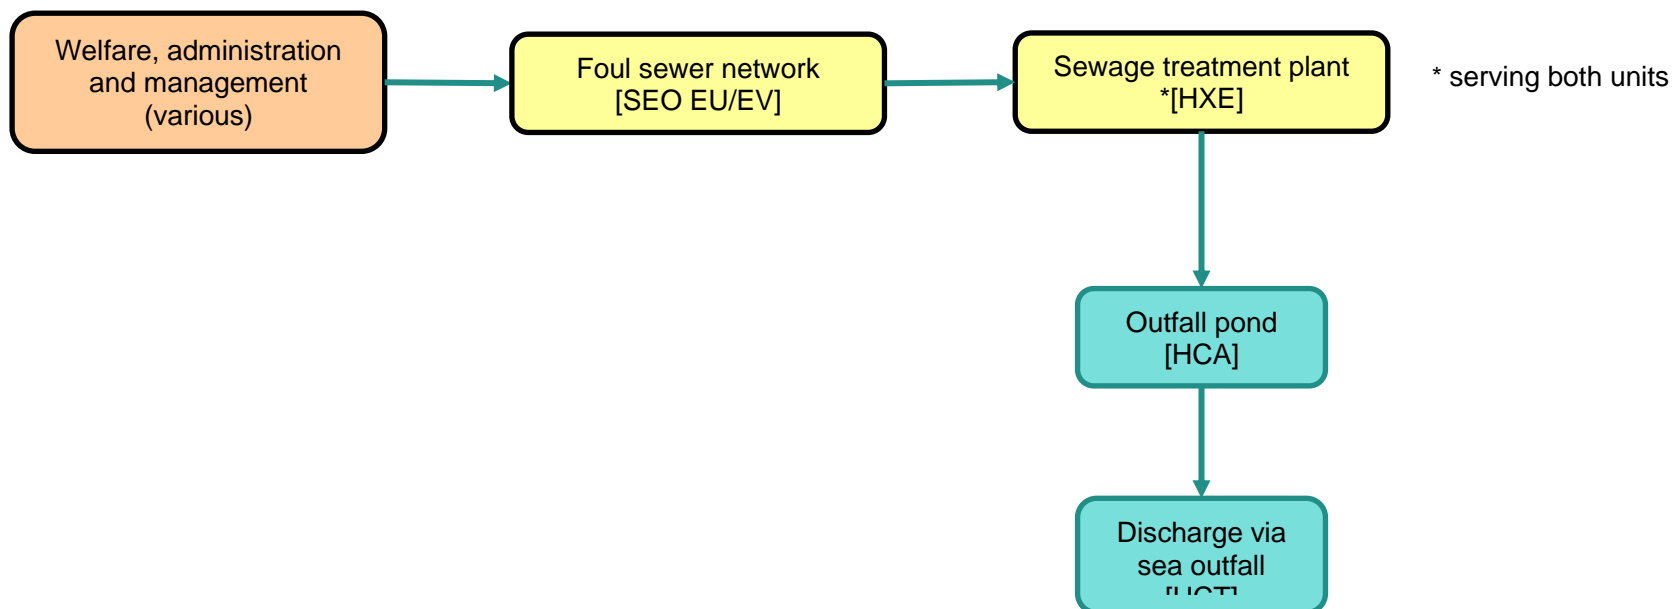 Welfare, administration
and management
(various)
Foul sewer network
[SEO EU/EV]
Sewage treatment plant
*[HXE]
* serving both units
Outfall pond
[HCA]
Discharge via
sea outfall